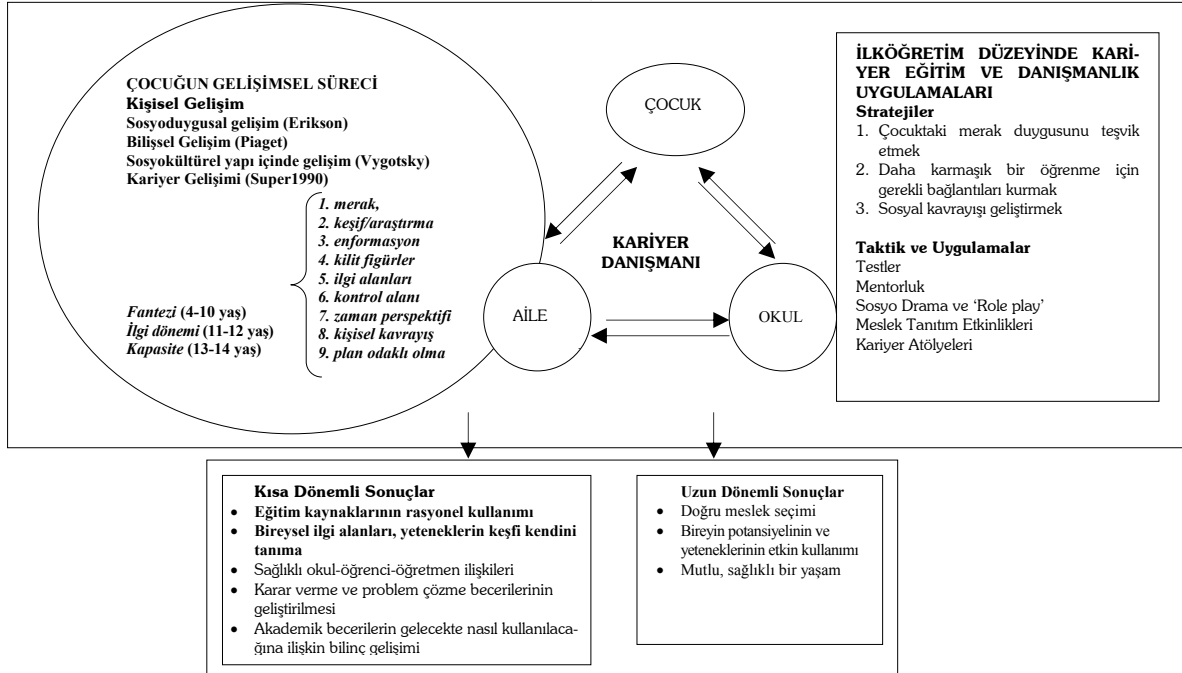 ÇOCUĞUN GELİŞİMSEL SÜRECİ
Kişisel Gelişim
Sosyoduygusal gelişim (Erikson)
Bilişsel Gelişim (Piaget)
Sosyokültürel yapı içinde gelişim (Vygotsky)
Kariyer Gelişimi (Super1990)
1. merak,
2. keşif/araştırma
3. enformasyon
4. kilit figürler
5. ilgi alanları
6. kontrol alanı
7. zaman perspektifi
8. kişisel kavrayış
9. plan odaklı olma
Fantezi (4-10 yaş)
İlgi dönemi (11-12 yaş)
Kapasite (13-14 yaş)
ÇOCUK
KARİYER
DANIŞMANI
AİLE
OKUL
İLKÖĞRETİM DÜZEYİNDE KARİ-
YER EĞİTİM VE DANIŞMANLIK
UYGULAMALARI
Stratejiler
1. Çocuktaki merak duygusunu teşvik
etmek
2. Daha karmaşık bir öğrenme için
gerekli bağlantıları kurmak
3. Sosyal kavrayışı geliştirmek
Taktik ve Uygulamalar
Testler
Mentorluk
Sosyo Drama ve ‘Role play’
Meslek Tanıtım Etkinlikleri
Kariyer Atölyeleri
Kısa Dönemli Sonuçlar
• Eğitim kaynaklarının rasyonel kullanımı
• Bireysel ilgi alanları, yeteneklerin keşfi kendini
tanıma
• Sağlıklı okul-öğrenci-öğretmen ilişkileri
• Karar verme ve problem çözme becerilerinin
geliştirilmesi
• Akademik becerilerin gelecekte nasıl kullanılaca-
ğına ilişkin bilinç gelişimi
Uzun Dönemli Sonuçlar
• Doğru meslek seçimi
• Bireyin potansiyelinin ve
yeteneklerinin etkin kullanımı
• Mutlu, sağlıklı bir yaşam